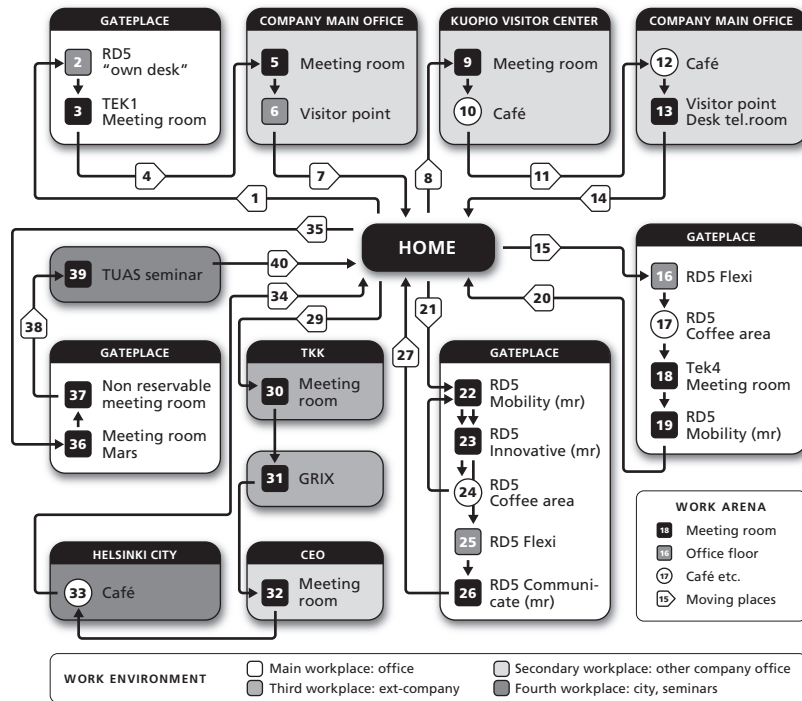 GATEPLACE
2 RD5
“own desk”
3 TEK1
Meeting room
COMPANY MAIN OFFICE
5 Meeting room
6 Visitor point
KUOPIO VISITOR CENTER
9 Meeting room
10 Café
COMPANY MAIN OFFICE
12 Café
13 Visitor point
Desk tel.room
4
7
8
11
1
14
35
HOME
15
39 TUAS seminar
40
34
29
38
21
20
27
GATEPLACE
16 RD5 Flexi
17 RD5
Coffee area
18 Tek4
Meeting room
19 RD5
Mobility (mr)
GATEPLACE
37 Non reservable
meeting room
36 Meeting room
Mars
TKK
30 Meeting
room
31 GRIX
GATEPLACE
22 RD5
Mobility (mr)
23 RD5
Innovative (mr)
24 RD5
Coffee area
25 RD5 Flexi
26 RD5 Communi-
cate (mr)
HELSINKI CITY
33 Café
CEO
32 Meeting
room
WORK ARENA
18 Meeting room
16 Office floor
17 Café etc.
15 Moving places
WORK ENVIRONMENT
Main workplace: office
Third workplace: ext-company
Secondary workplace: other company office
Fourth workplace: city, seminars